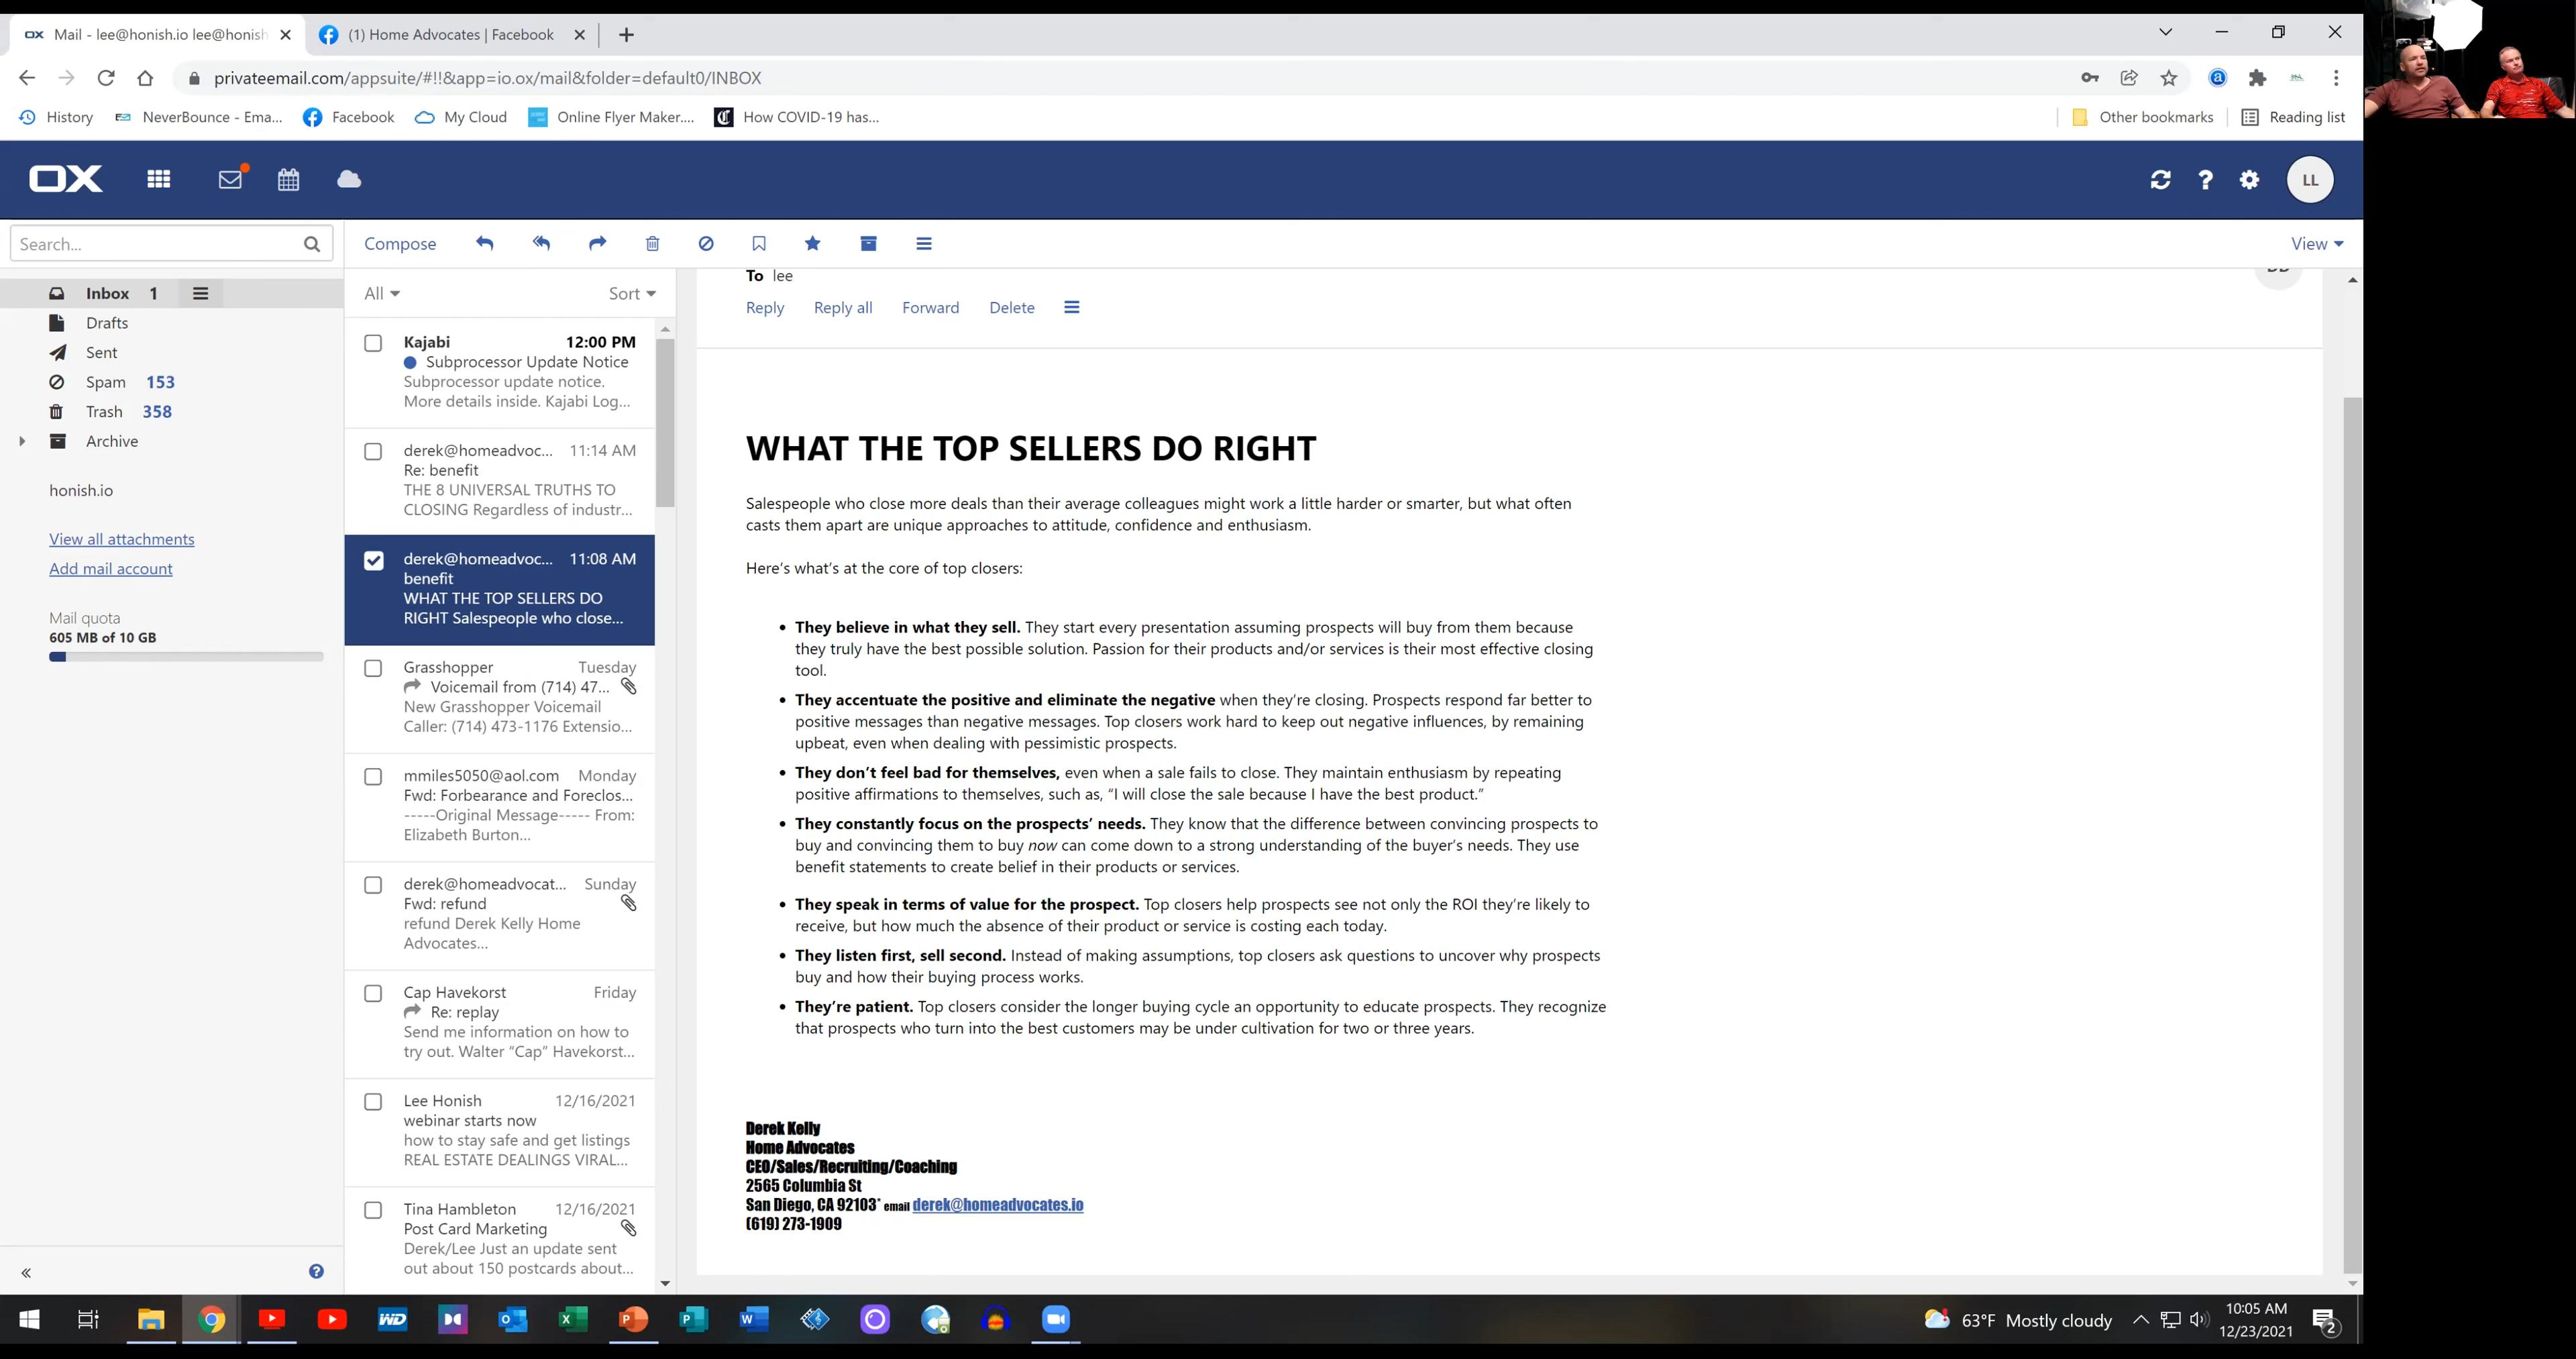 OX Mail - lee@honish.io lee@honish
(1) Home Advocates | Facebook
privateemail.com/appsuite/#!!&app=io.ox/mail&folder=default0/INBOX
History
NeverBounce - Ema...
Facebook
My Cloud
Online Flyer Maker....
How COVID-19 has...
Other bookmarks
Reading list
OX
LL
Search...
Compose
View
Inbox 1
Drafts
Sent
Spam 153
Trash 358
Archive
honish.io
View all attachments
Add mail account
Mail quota
605 MB of 10 GB
All
Sort
Kajabi 12:00 PM
Subprocessor Update Notice
Subprocessor update notice.
More details inside. Kajabi Log...
derek@homeadvoc... 11:14 AM
Re: benefit
THE 8 UNIVERSAL TRUTHS TO
CLOSING Regardless of industr...
derek@homeadvoc... 11:08 AM
benefit
WHAT THE TOP SELLERS DO
RIGHT Salespeople who close...
Grasshopper Tuesday
Voicemail from (714) 47...
New Grasshopper Voicemail
Caller: (714) 473-1176 Extensio...
mmiles5050@aol.com Monday
Fwd: Forbearance and Foreclos...
-----Original Message----- From:
Elizabeth Burton...
derek@homeadvocat... Sunday
Fwd: refund
refund Derek Kelly Home
Advocates...
Cap Havekorst Friday
Re: replay
Send me information on how to
try out. Walter “Cap” Havekorst...
Lee Honish 12/16/2021
webinar starts now
how to stay safe and get listings
REAL ESTATE DEALINGS VIRAL...
Tina Hambleton 12/16/2021
Post Card Marketing
Derek/Lee Just an update sent
out about 150 postcards about...
To lee
Reply Reply all Forward Delete
WHAT THE TOP SELLERS DO RIGHT
Salespeople who close more deals than their average colleagues might work a little harder or smarter, but what often
casts them apart are unique approaches to attitude, confidence and enthusiasm.
Here’s what’s at the core of top closers:
• They believe in what they sell. They start every presentation assuming prospects will buy from them because
they truly have the best possible solution. Passion for their products and/or services is their most effective closing
tool.
• They accentuate the positive and eliminate the negative when they’re closing. Prospects respond far better to
positive messages than negative messages. Top closers work hard to keep out negative influences, by remaining
upbeat, even when dealing with pessimistic prospects.
• They don’t feel bad for themselves, even when a sale fails to close. They maintain enthusiasm by repeating
positive affirmations to themselves, such as, “I will close the sale because I have the best product.”
• They constantly focus on the prospects’ needs. They know that the difference between convincing prospects to
buy and convincing them to buy now can come down to a strong understanding of the buyer’s needs. They use
benefit statements to create belief in their products or services.
• They speak in terms of value for the prospect. Top closers help prospects see not only the ROI they’re likely to
receive, but how much the absence of their product or service is costing each today.
• They listen first, sell second. Instead of making assumptions, top closers ask questions to uncover why prospects
buy and how their buying process works.
• They’re patient. Top closers consider the longer buying cycle an opportunity to educate prospects. They recognize
that prospects who turn into the best customers may be under cultivation for two or three years.
Derek Kelly
Home Advocates
CEO/Sales/Recruiting/Coaching
2565 Columbia St
San Diego, CA 92103* email derek@homeadvocates.io
(619) 273-1909
WD
63°F Mostly cloudy
10:05 AM
12/23/2021
2